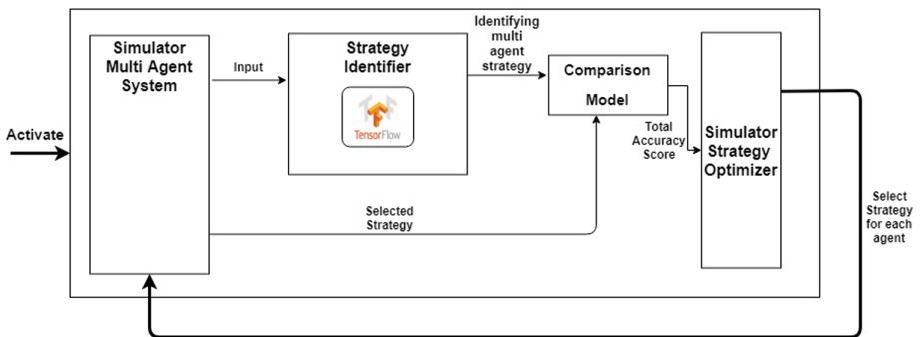 Activate
Simulator
Multi Agent
System
Input
Strategy
Identifier
TensorFlow
Identifying
multi
agent
strategy
Comparison
Model
Total
Accuracy
Score
Simulator
Strategy
Optimizer
Selected
Strategy
Select
Strategy
for each
agent